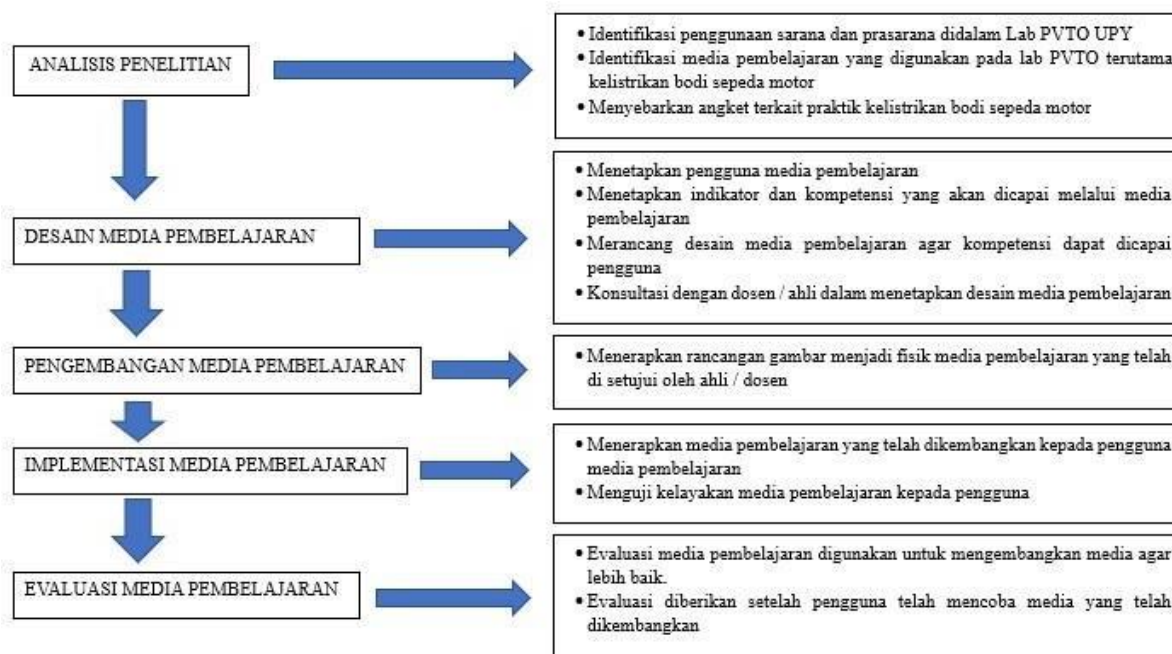 ANALISIS PENELITIAN
• Identifikasi penggunaan sarana dan prasarana didalam Lab PVTO UPY
• Identifikasi media pembelajaran yang digunakan pada lab PVTO terutama
kelistrikan bodi sepeda motor
• Menyebarkan angket terkait praktik kelistrikan bodi sepeda motor
DESAIN MEDIA PEMBELAJARAN
• Menetapkan pengguna media pembelajaran
• Menetapkan indikator dan kompetensi yang akan dicapai melalui media
pembelajaran
• Merancang desain media pembelajaran agar kompetensi dapat dicapai
pengguna
• Konsultasi dengan dosen / ahli dalam menetapkan desain media pembelajaran
PENGEMBANGAN MEDIA PEMBELAJARAN
• Menerapkan rancangan gambar menjadi fisik media pembelajaran yang telah
di setujui oleh ahli / dosen
IMPLEMENTASI MEDIA PEMBELAJARAN
• Menerapkan media pembelajaran yang telah dikembangkan kepada pengguna
media pembelajaran
• Menguji kelayakan media pembelajaran kepada pengguna
EVALUASI MEDIA PEMBELAJARAN
• Evaluasi media pembelajaran digunakan untuk mengembangkan media agar
lebih baik.
• Evaluasi diberikan setelah pengguna telah mencoba media yang telah
dikembangkan